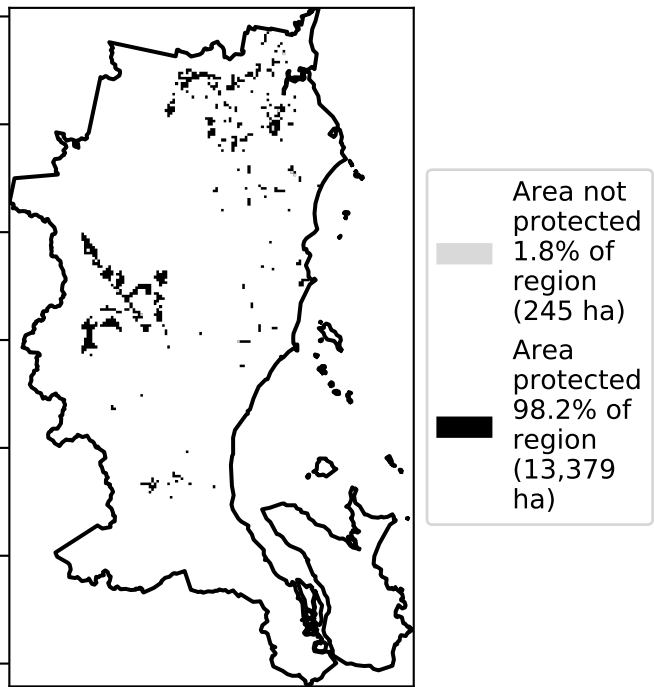 Area not
protected
1.8% of
region
(245 ha)
Area
protected
98.2% of
region
(13,379
ha)